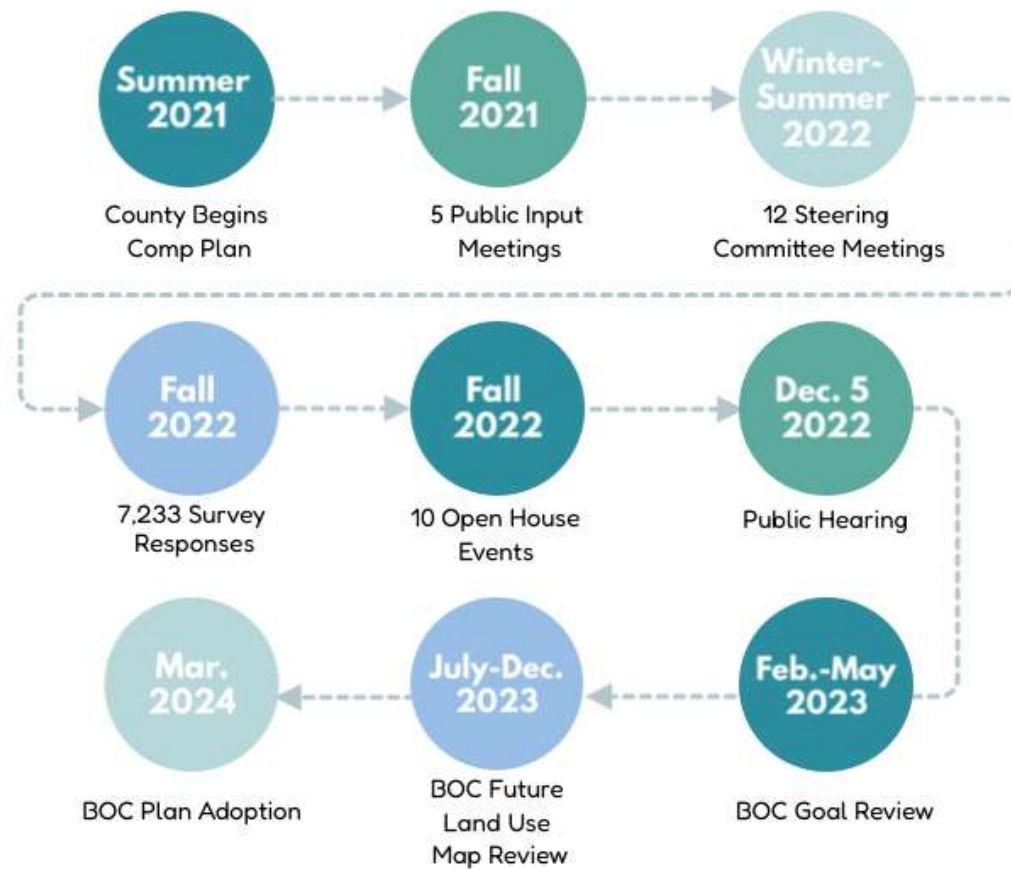 Summer
2021
County Begins
Comp Plan
Fall
2021
5 Public Input
Meetings
Winter-
Summer
2022
12 Steering
Committee Meetings
Fall
2022
7,233 Survey
Responses
Fall
2022
10 Open House
Events
Dec. 5
2022
Public Hearing
Feb.-May
2023
BOC Goal Review
July-Dec.
2023
BOC Future
Land Use
Map Review
Mar.
2024
BOC Plan Adoption